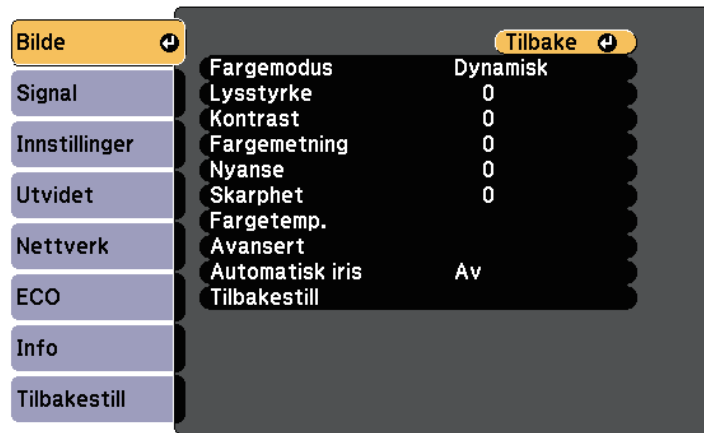 Bilde
Signal
Innstillinger
Utvidet
Nettverk
ECO
Info
Tilbakestill
Tilbake
Fargemodus Dynamisk
Lysstyrke 0
Kontrast 0
Fargemetning 0
Nyanse 0
Skarphet 0
Fargetemp.
Avansert
Automatisk iris Av
Tilbakestill